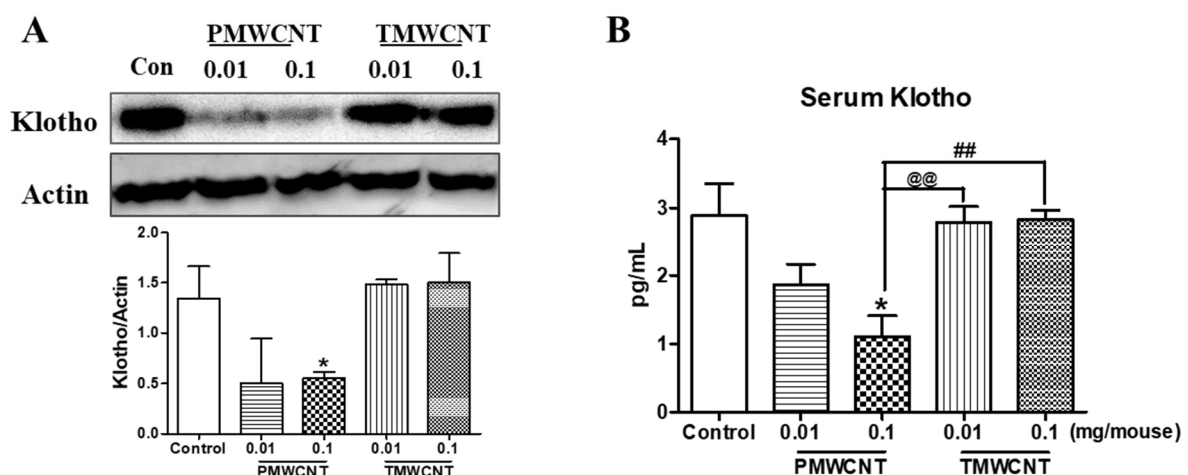 A
PMWCNT TMWCNT
Con 0.01 0.1 0.01 0.1
Klotho
Actin
2.0
1.5
1.0
0.5
0.0
Klotho/Actin
*
Control 0.01 0.1 0.01 0.1
PMWCNT TMWCNT
B
Serum Klotho
4
3
2
1
0
pg/mL
##
@@
*
Control 0.01 0.1 0.01 0.1 (mg/mouse)
PMWCNT TMWCNT